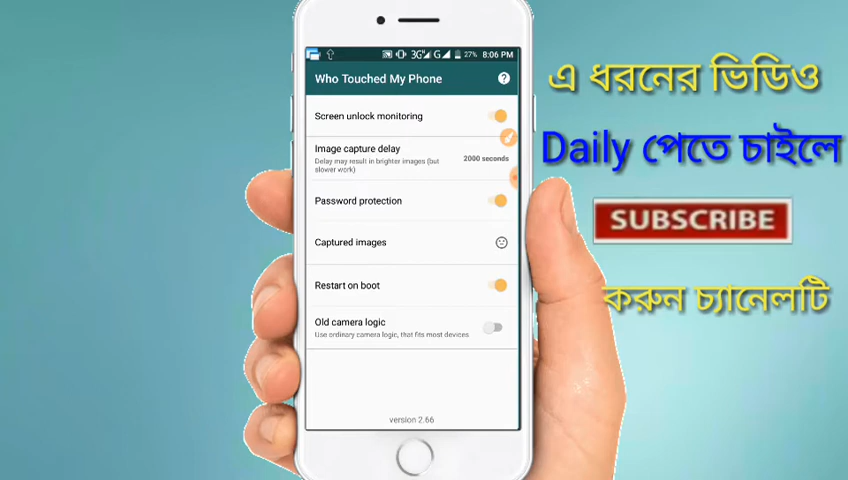 3G G 27% 8:06 PM
Who Touched My Phone ?
Screen unlock monitoring
Image capture delay
Delay may result in brighter images (but
slower work)
2000 seconds
Password protection
Captured images
Restart on boot
Old camera logic
Use ordinary camera logic, that fits most devices
version 2.66
এ ধরনের ভিডিও
Daily পেতে চাইলে
SUBSCRIBE
করুন চ্যানেলটি